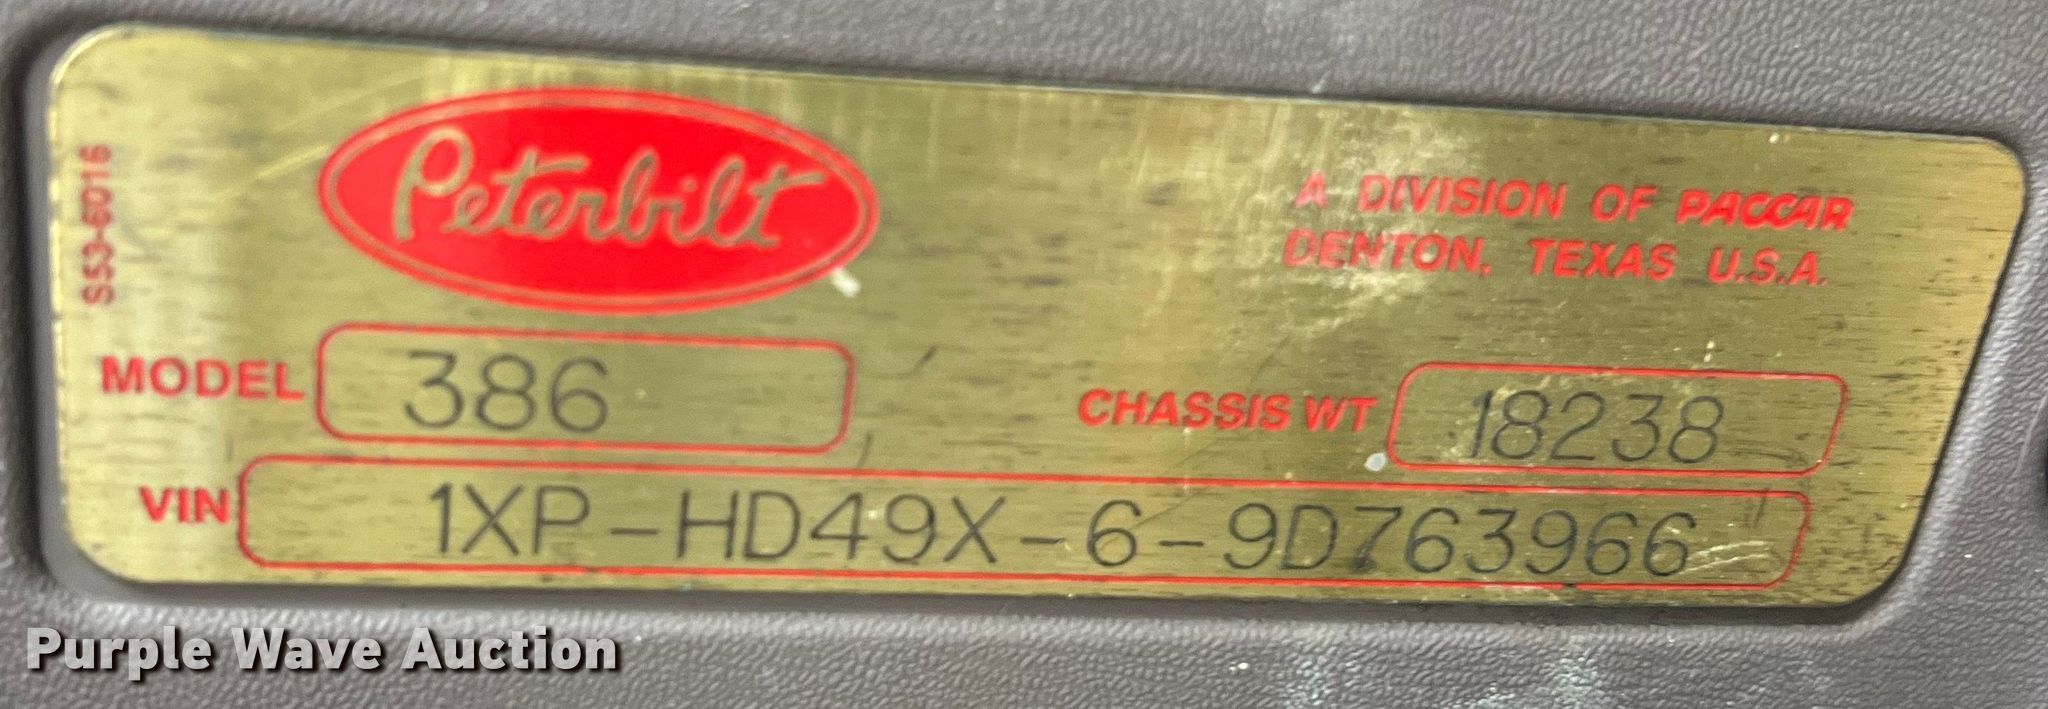 SS3-6016
Peterbilt
A DIVISION OF PACCAR
DENTON, TEXAS U.S.A.
MODEL 386
CHASSIS WT 18238
VIN 1XP-HD49X-6-9D763966
Purple Wave Auction